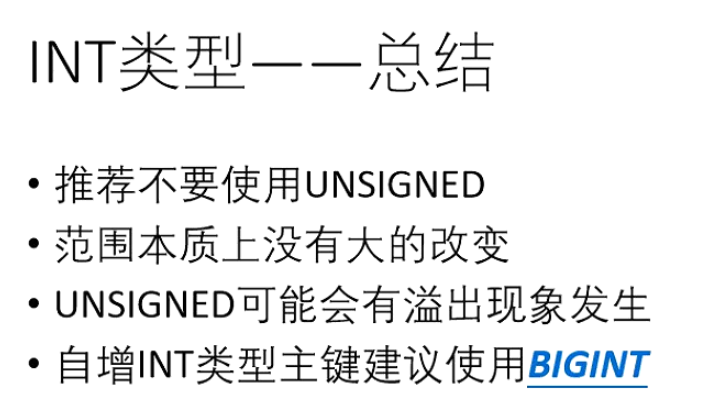 INT类型——总结
• 推荐不要使用UNSIGNED
• 范围本质上没有大的改变
• UNSIGNED可能会有溢出现象发生
• 自增INT类型主键建议使用BIGINT